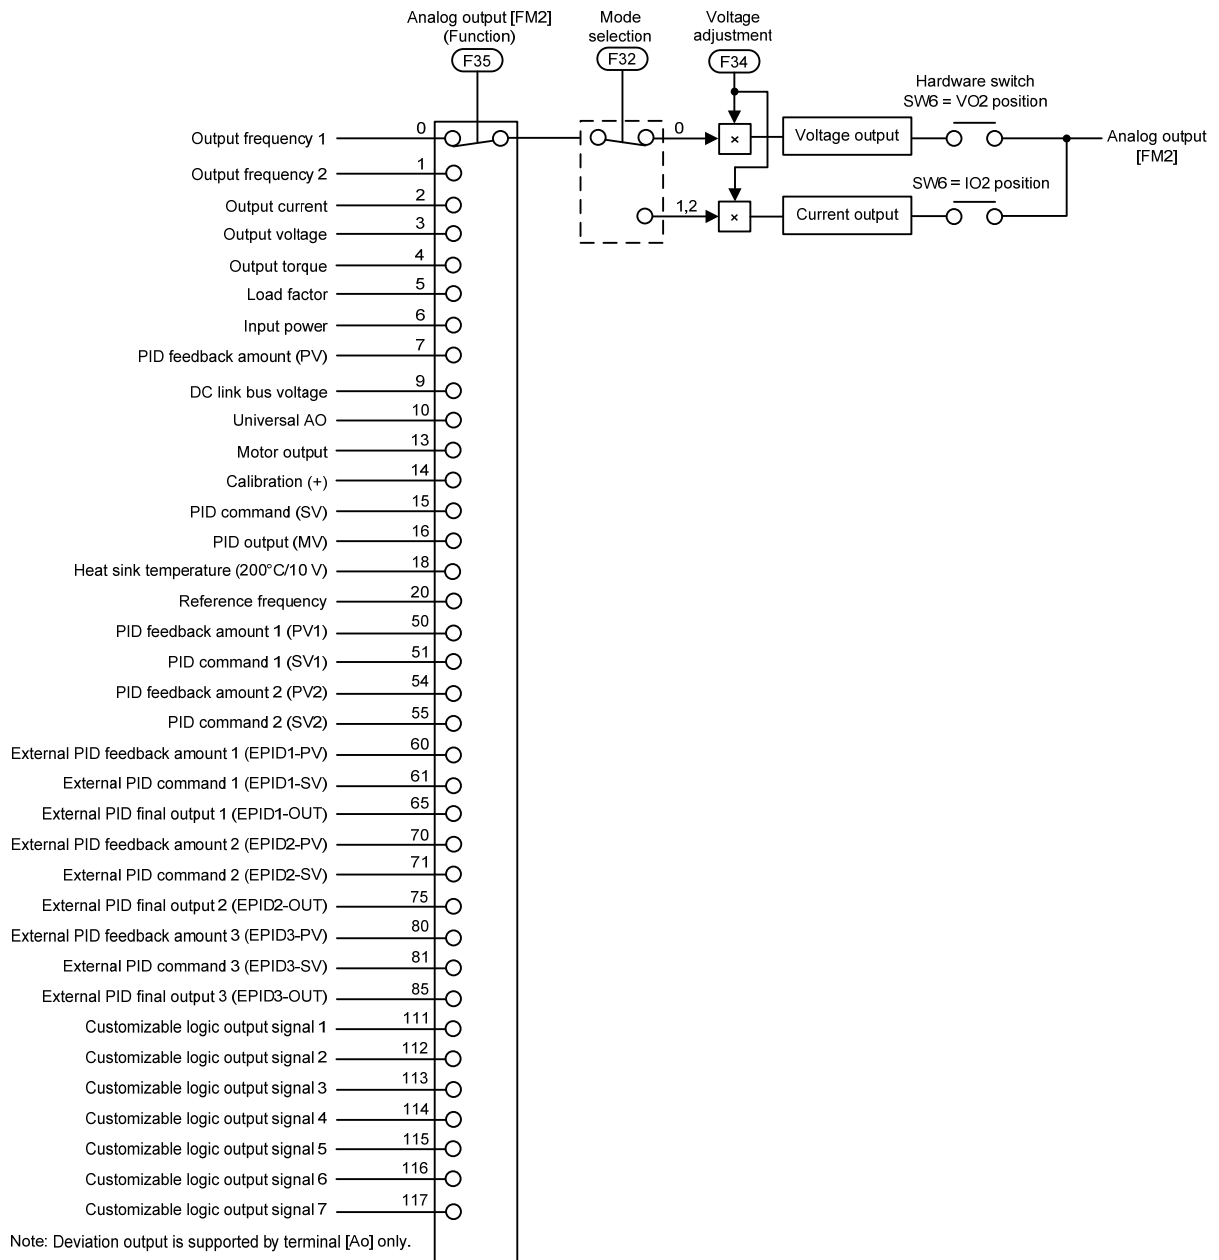 Analog output [FM2]
(Function)
F35
Mode
selection
F32
Voltage
adjustment
F34
Hardware switch
SW6 = VO2 position
Output frequency 1
0
0
×
Voltage output
Analog output
[FM2]
Output frequency 2
1
SW6 = IO2 position
Output current
2
1,2
×
Current output
Output voltage
3
Output torque
4
Load factor
5
Input power
6
PID feedback amount (PV)
7
DC link bus voltage
9
Universal AO
10
Motor output
13
Calibration (+)
14
PID command (SV)
15
PID output (MV)
16
Heat sink temperature (200°C/10 V)
18
Reference frequency
20
PID feedback amount 1 (PV1)
50
PID command 1 (SV1)
51
PID feedback amount 2 (PV2)
54
PID command 2 (SV2)
55
External PID feedback amount 1 (EPID1-PV)
60
External PID command 1 (EPID1-SV)
61
External PID final output 1 (EPID1-OUT)
65
External PID feedback amount 2 (EPID2-PV)
70
External PID command 2 (EPID2-SV)
71
External PID final output 2 (EPID2-OUT)
75
External PID feedback amount 3 (EPID3-PV)
80
External PID command 3 (EPID3-SV)
81
External PID final output 3 (EPID3-OUT)
85
Customizable logic output signal 1
111
Customizable logic output signal 2
112
Customizable logic output signal 3
113
Customizable logic output signal 4
114
Customizable logic output signal 5
115
Customizable logic output signal 6
116
Customizable logic output signal 7
117
Note: Deviation output is supported by terminal [Ao] only.